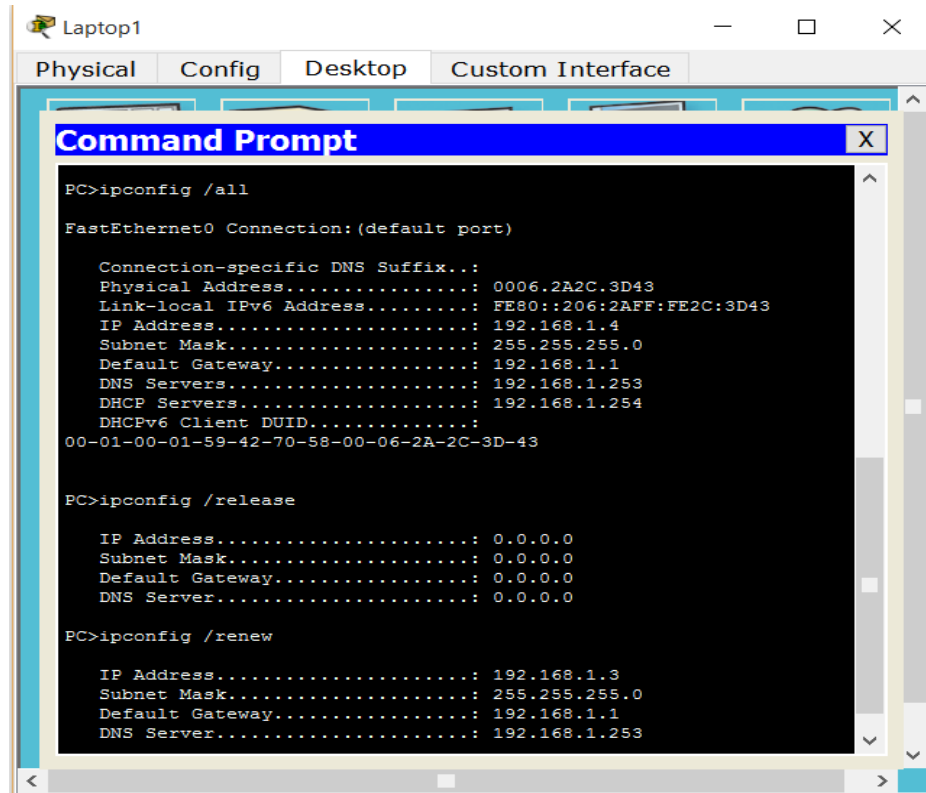 Laptop1
Physical Config Desktop Custom Interface
Command Prompt X
PC>ipconfig /all
FastEthernet0 Connection:(default port)
Connection-specific DNS Suffix..:
Physical Address................: 0006.2A2C.3D43
Link-local IPv6 Address.........: FE80::206:2AFF:FE2C:3D43
IP Address......................: 192.168.1.4
Subnet Mask.....................: 255.255.255.0
Default Gateway.................: 192.168.1.1
DNS Servers.....................: 192.168.1.253
DHCP Servers....................: 192.168.1.254
DHCPv6 Client DUID..............:
00-01-00-01-59-42-70-58-00-06-2A-2C-3D-43
PC>ipconfig /release
IP Address......................: 0.0.0.0
Subnet Mask.....................: 0.0.0.0
Default Gateway.................: 0.0.0.0
DNS Server......................: 0.0.0.0
PC>ipconfig /renew
IP Address......................: 192.168.1.3
Subnet Mask.....................: 255.255.255.0
Default Gateway.................: 192.168.1.1
DNS Server......................: 192.168.1.253